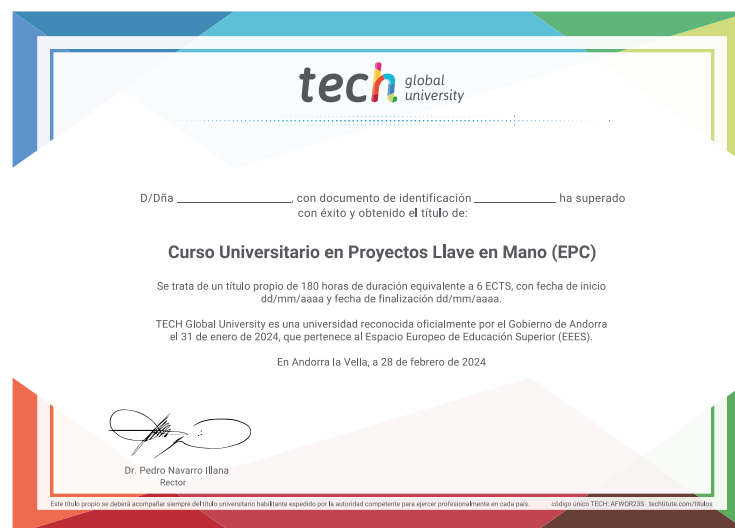 tech global university
D/Dña ____________________, con documento de identificación ______________ ha superado
con éxito y obtenido el título de:
Curso Universitario en Proyectos Llave en Mano (EPC)
Se trata de un título propio de 180 horas de duración equivalente a 6 ECTS, con fecha de inicio
dd/mm/aaaa y fecha de finalización dd/mm/aaaa.
TECH Global University es una universidad reconocida oficialmente por el Gobierno de Andorra
el 31 de enero de 2024, que pertenece al Espacio Europeo de Educación Superior (EEES).
En Andorra la Vella, a 28 de febrero de 2024
Dr. Pedro Navarro Illana
Rector
Este título propio se deberá acompañar siempre del título universitario habilitante expedido por la autoridad competente para ejercer profesionalmente en cada país. código único TECH: AFWOR23S techtitute.com/titulos